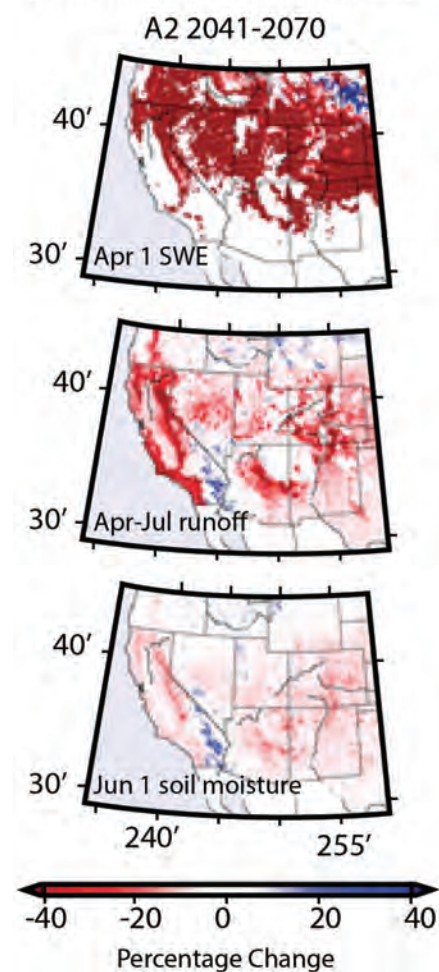 A2 2041-2070
40'
30'
Apr 1 SWE
40'
30'
Apr-Jul runoff
40'
30'
Jun 1 soil moisture
240' 255'
-40 -20 0 20 40
Percentage Change